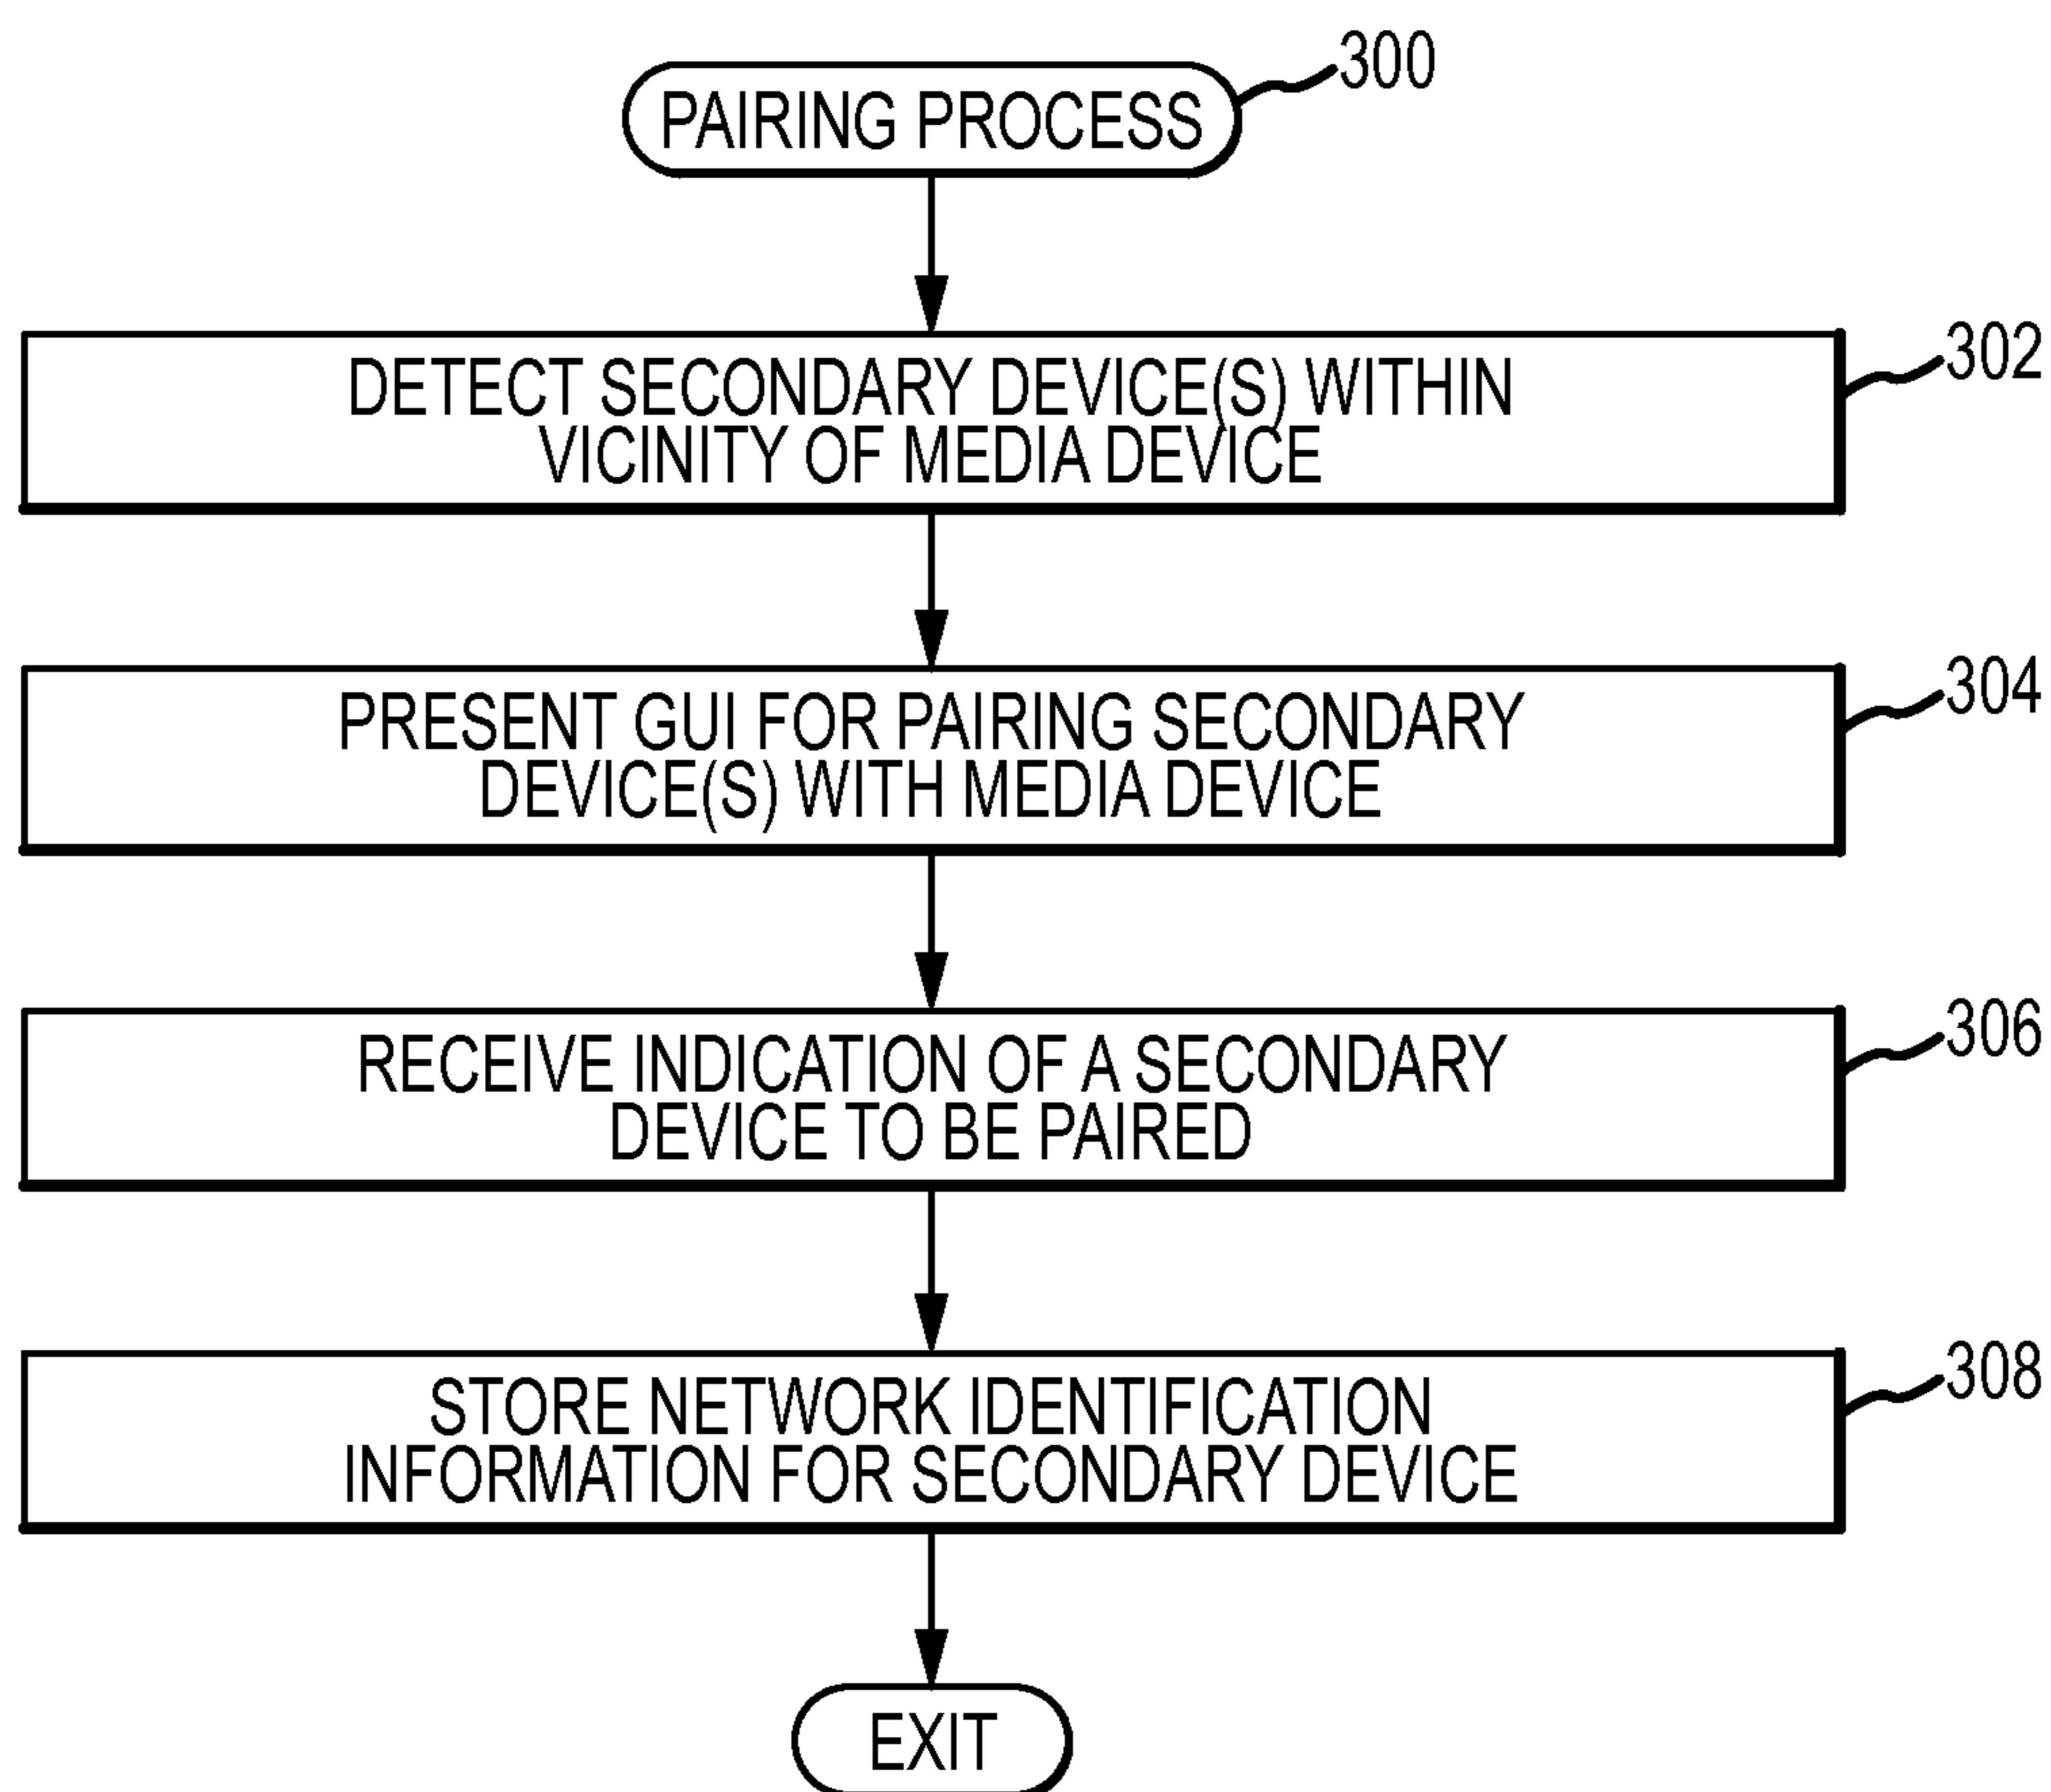 300
PAIRING PROCESS
302
DETECT SECONDARY DEVICE(S) WITHIN
VICINITY OF MEDIA DEVICE
304
PRESENT GUI FOR PAIRING SECONDARY
DEVICE(S) WITH MEDIA DEVICE
306
RECEIVE INDICATION OF A SECONDARY
DEVICE TO BE PAIRED
308
STORE NETWORK IDENTIFICATION
INFORMATION FOR SECONDARY DEVICE
EXIT